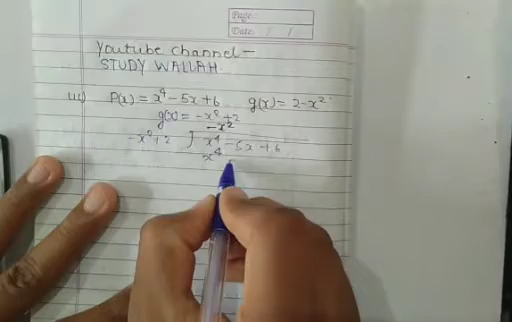 Page:
Date: / /
Youtube Channel -
STUDY WALLAH.
iii) P(x) = x⁴ - 5x + 6 g(x) = 2 - x²
g(x) = -x² + 2
-x²
-x² + 2 ) x⁴ - 5x + 6
x⁴